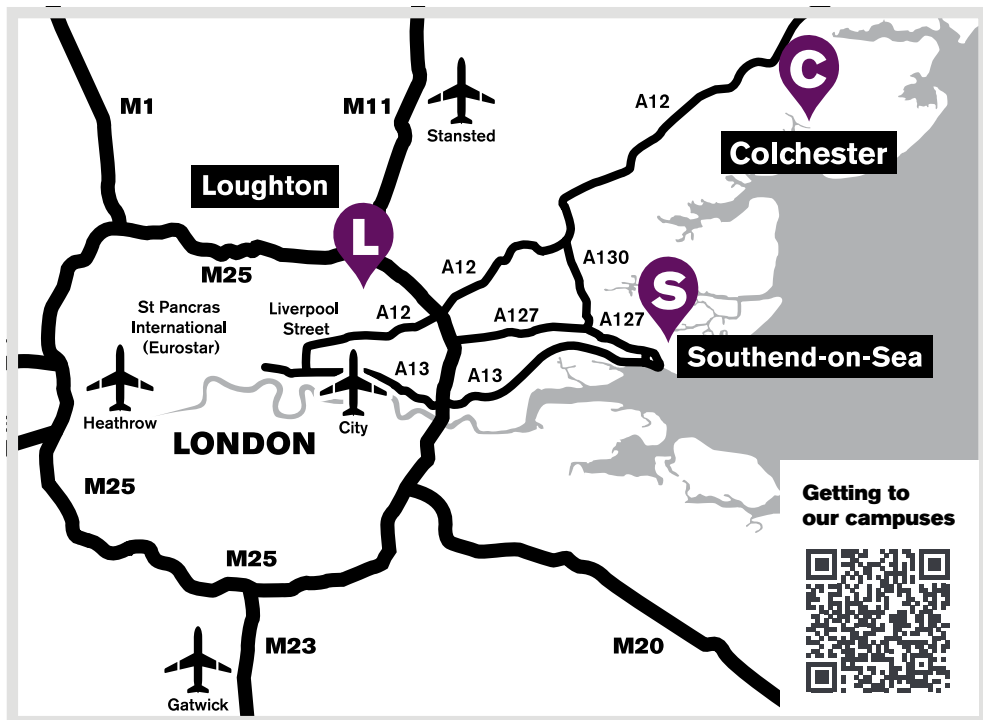 M1
M11
Stansted
A12
C
Colchester
Loughton
L
M25
A12
A130
S
St Pancras
International
(Eurostar)
Liverpool
Street
A12
A127
A127
Southend-on-Sea
A13
A13
Heathrow
City
LONDON
M25
Getting to
our campuses
M25
M23
M20
Gatwick